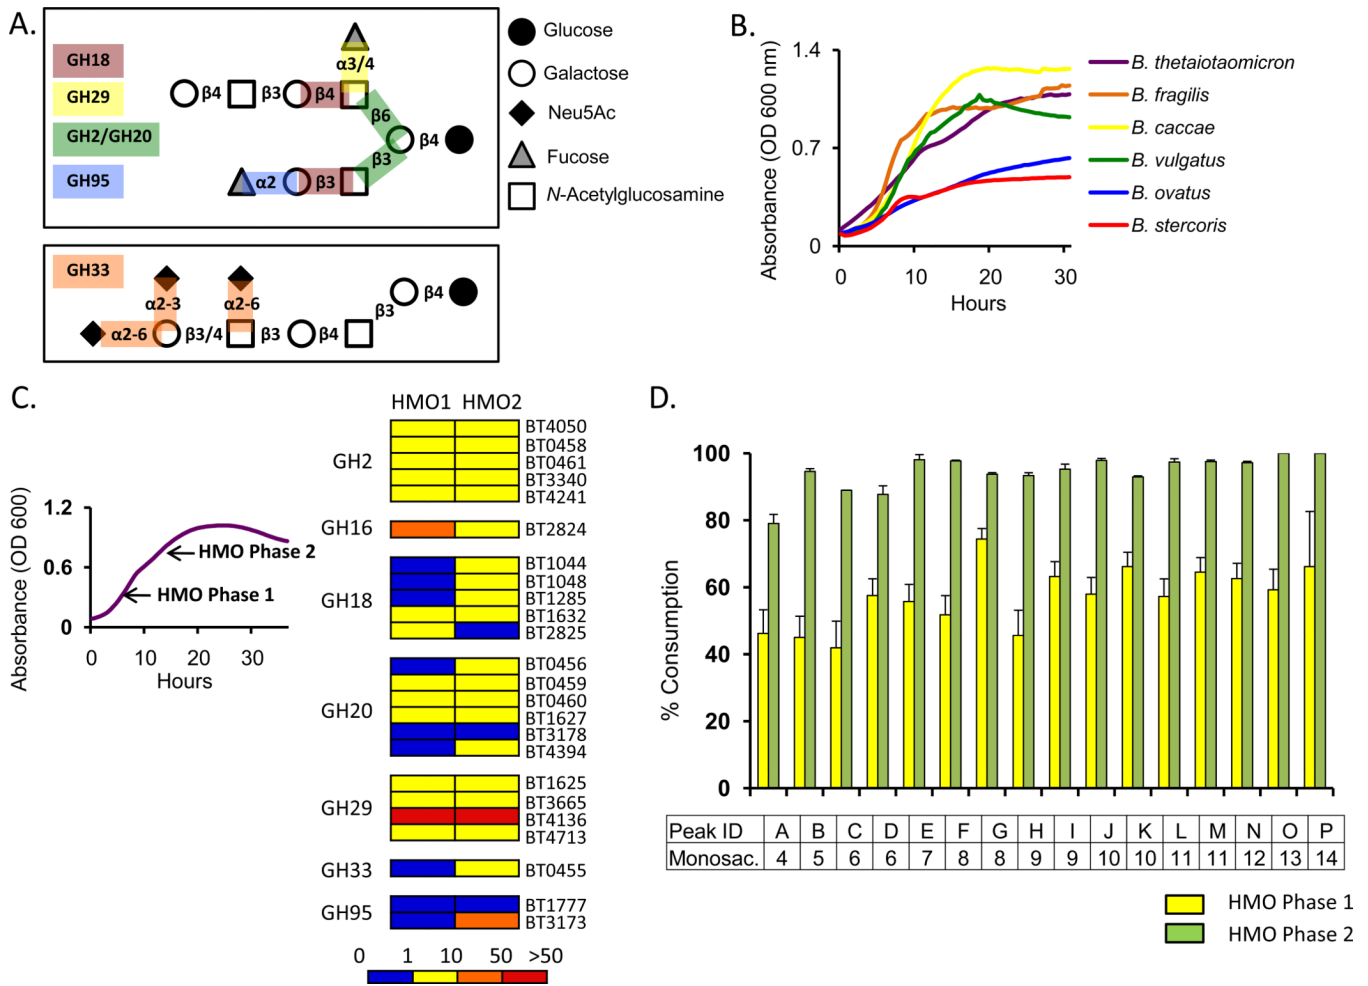 A.
GH18
GH29
GH2/GH20
GH95
α3/4
β4 β3 β4
β6
β4
β3
α2 β3
Glucose
Galactose
Neu5Ac
Fucose
N-Acetylglucosamine
GH33
α2-3 α2-6
β4
β3
α2-6 β3/4 β3 β4
B.
Absorbance (OD 600 nm)
1.4
0.7
0
0 10 20 30
Hours
B. thetaiotaomicron
B. fragilis
B. caccae
B. vulgatus
B. ovatus
B. stercoris
C.
Absorbance (OD 600)
1.2
0.6
0
HMO Phase 2
HMO Phase 1
0 10 20 30
Hours
HMO1 HMO2
GH2
BT4050
BT0458
BT0461
BT3340
BT4241
GH16
BT2824
GH18
BT1044
BT1048
BT1285
BT1632
BT2825
GH20
BT0456
BT0459
BT0460
BT1627
BT3178
BT4394
GH29
BT1625
BT3665
BT4136
BT4713
GH33
BT0455
GH95
BT1777
BT3173
0 1 10 50 >50
D.
% Consumption
100
80
60
40
20
0
Peak ID A B C D E F G H I J K L M N O P
Monosac. 4 5 6 6 7 8 8 9 9 10 10 11 11 12 13 14
HMO Phase 1
HMO Phase 2